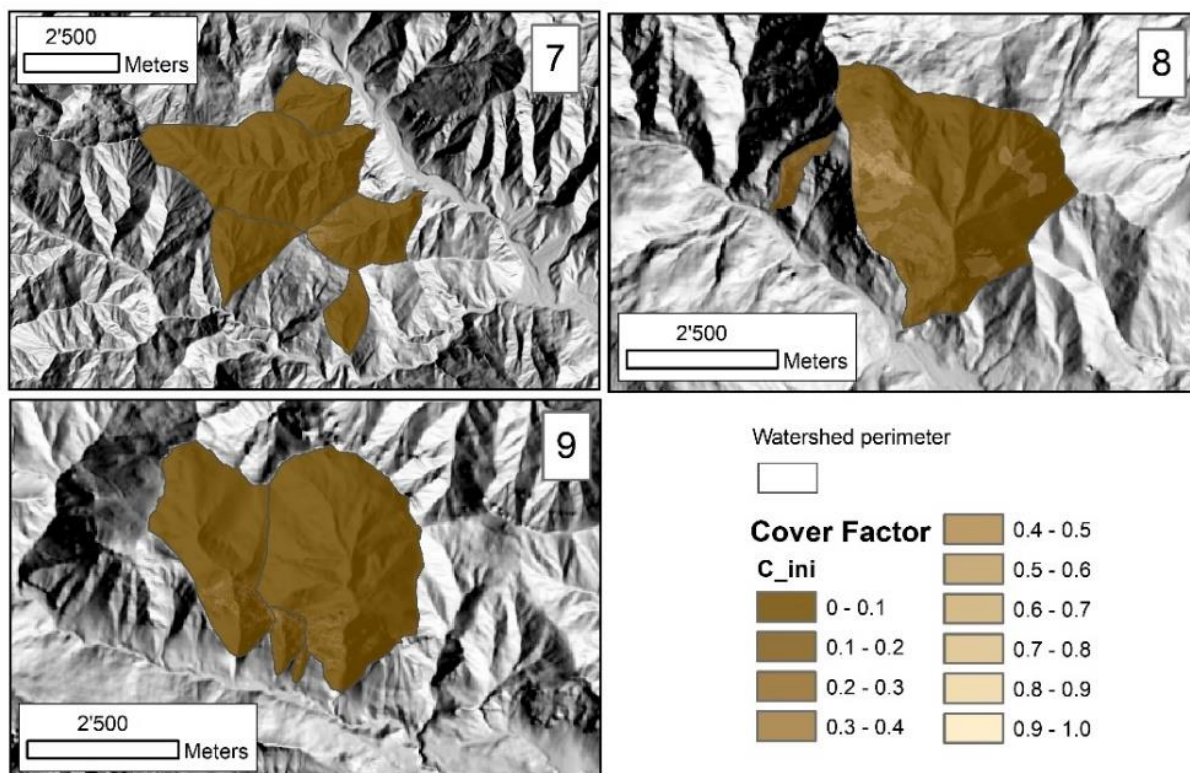 2'500
Meters
7
8
2'500
Meters
9
2'500
Meters
Watershed perimeter
Cover Factor
C_ini
0 - 0.1
0.1 - 0.2
0.2 - 0.3
0.3 - 0.4
0.4 - 0.5
0.5 - 0.6
0.6 - 0.7
0.7 - 0.8
0.8 - 0.9
0.9 - 1.0